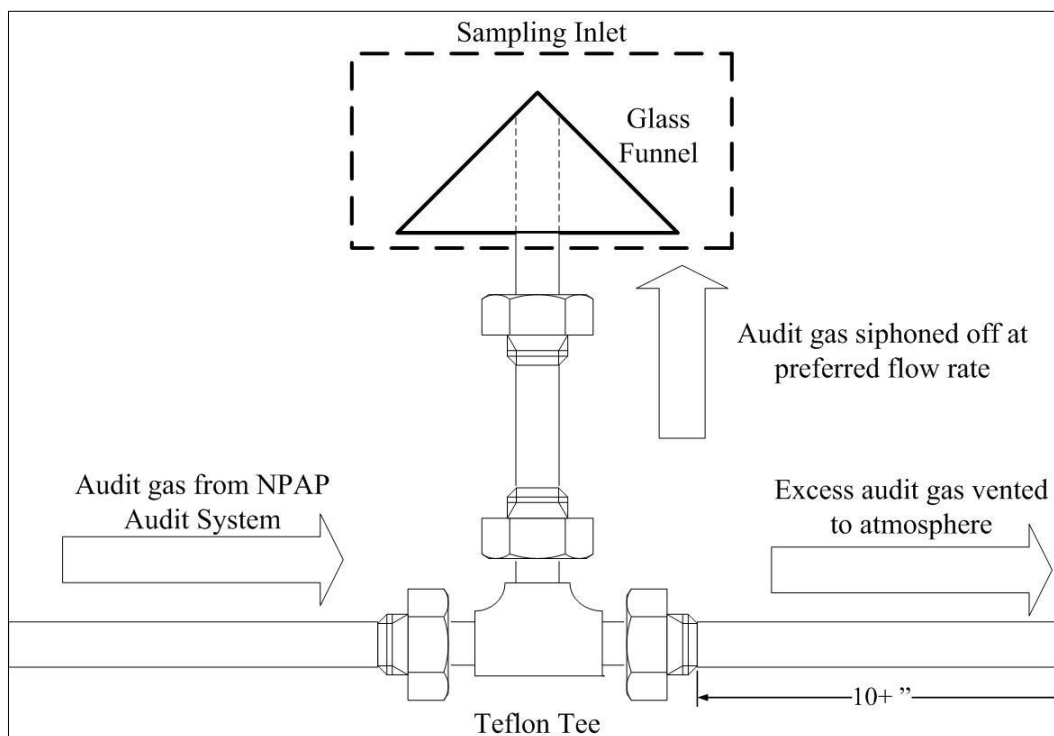 Sampling Inlet
Glass
Funnel
Audit gas siphoned off at
preferred flow rate
Audit gas from NPAP
Audit System
Excess audit gas vented
to atmosphere
10+ ”
Teflon Tee